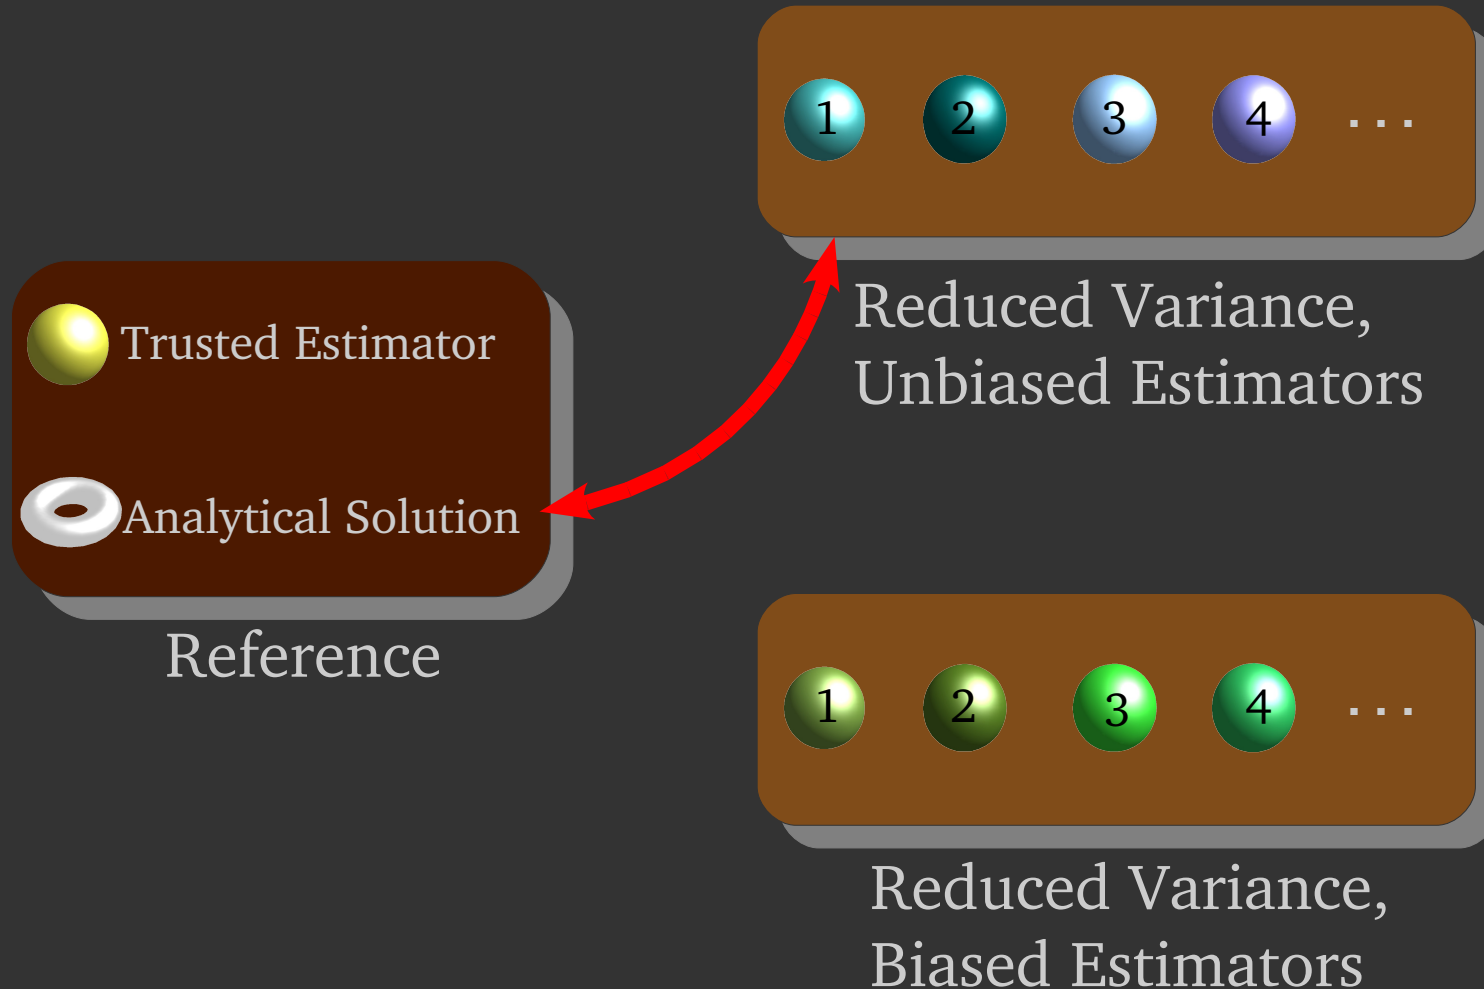 1 2 3 4 ...
Reduced Variance,
Unbiased Estimators
Trusted Estimator
Analytical Solution
Reference
1 2 3 4 ...
Reduced Variance,
Biased Estimators